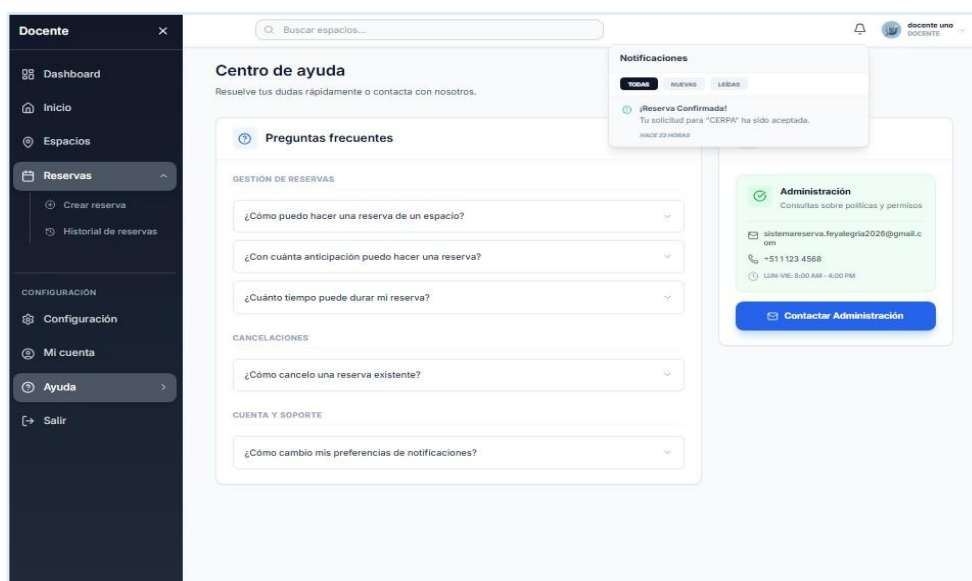 Docente
Dashboard
Inicio
Espacios
Reservas
Crear reserva
Historial de reservas
CONFIGURACIÓN
Configuración
Mi cuenta
Ayuda
Salir
Buscar espacios...
docente uno
DOCENTE
Centro de ayuda
Resuelve tus dudas rápidamente o contacta con nosotros.
Notificaciones
TODAS NUEVAS LEÍDAS
¡Reserva Confirmada!
Tu solicitud para "CERPA" ha sido aceptada.
HACE 23 HORAS
Preguntas frecuentes
GESTIÓN DE RESERVAS
¿Cómo puedo hacer una reserva de un espacio?
¿Con cuánta anticipación puedo hacer una reserva?
¿Cuánto tiempo puede durar mi reserva?
CANCELACIONES
¿Cómo cancelo una reserva existente?
CUENTA Y SOPORTE
¿Cómo cambio mis preferencias de notificaciones?
Administración
Consultas sobre políticas y permisos
sistemareserva.feyalegria2026@gmail.c
om
+511 123 4568
LUN-VIE: 8:00 AM - 4:00 PM
Contactar Administración